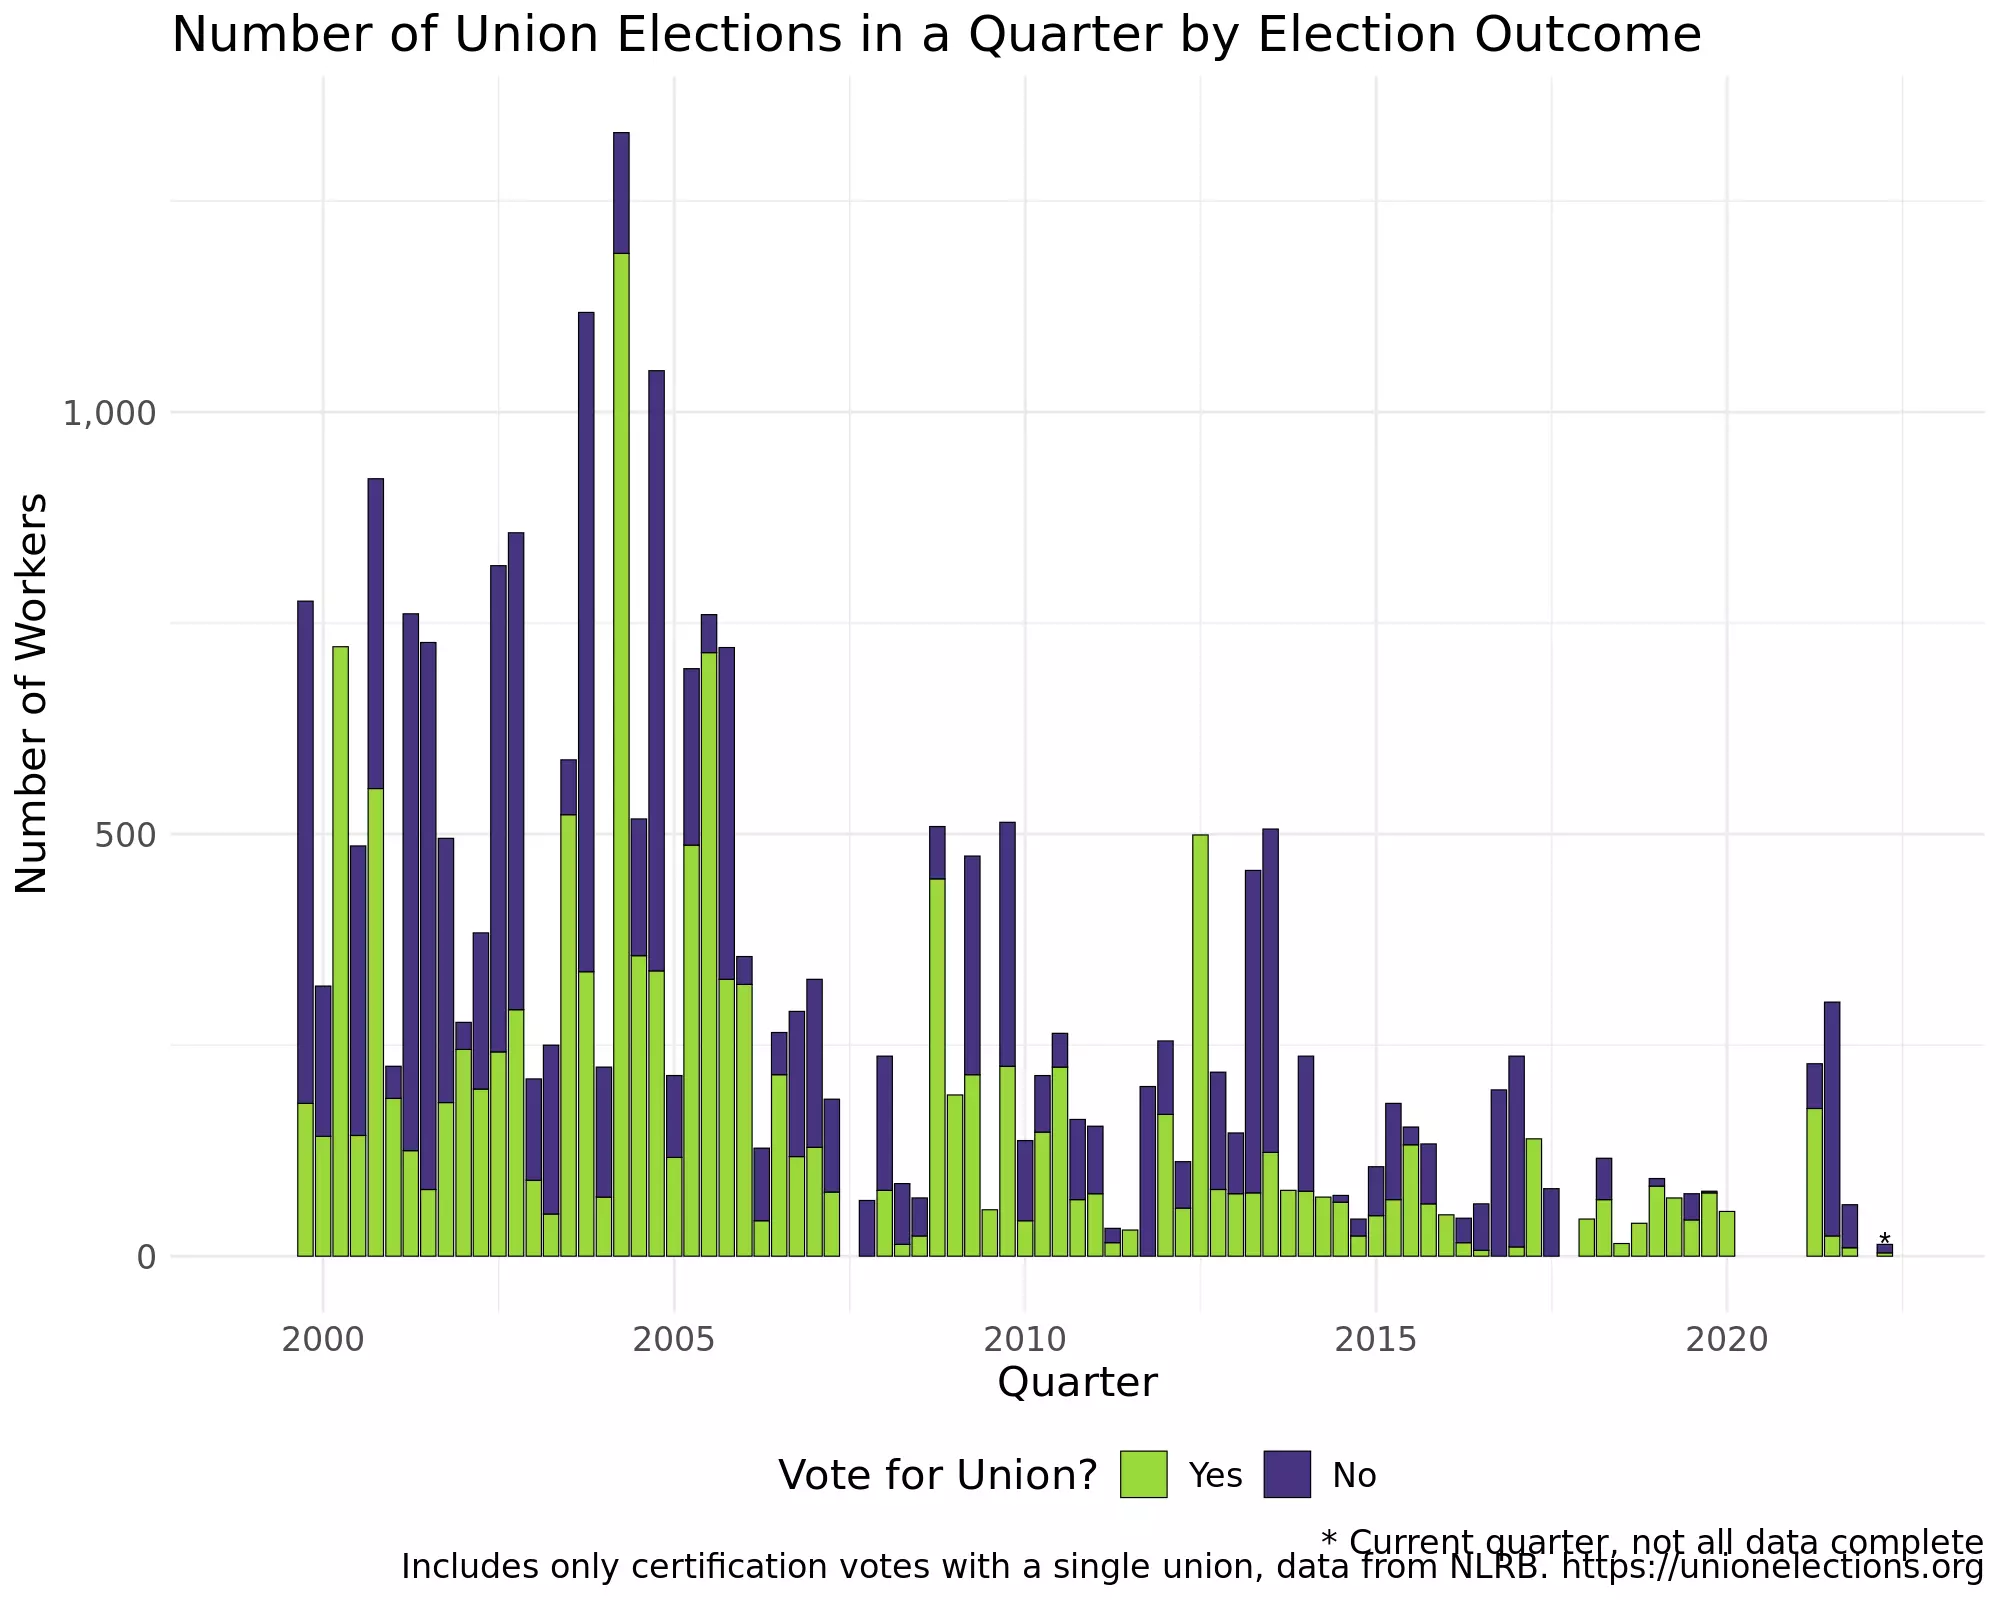 Number of Union Elections in a Quarter by Election Outcome
Number of Workers
1,000
500
0
*
2000 2005 2010 2015 2020
Quarter
Vote for Union? Yes No
* Current quarter, not all data complete
Includes only certification votes with a single union, data from NLRB. https://unionelections.org